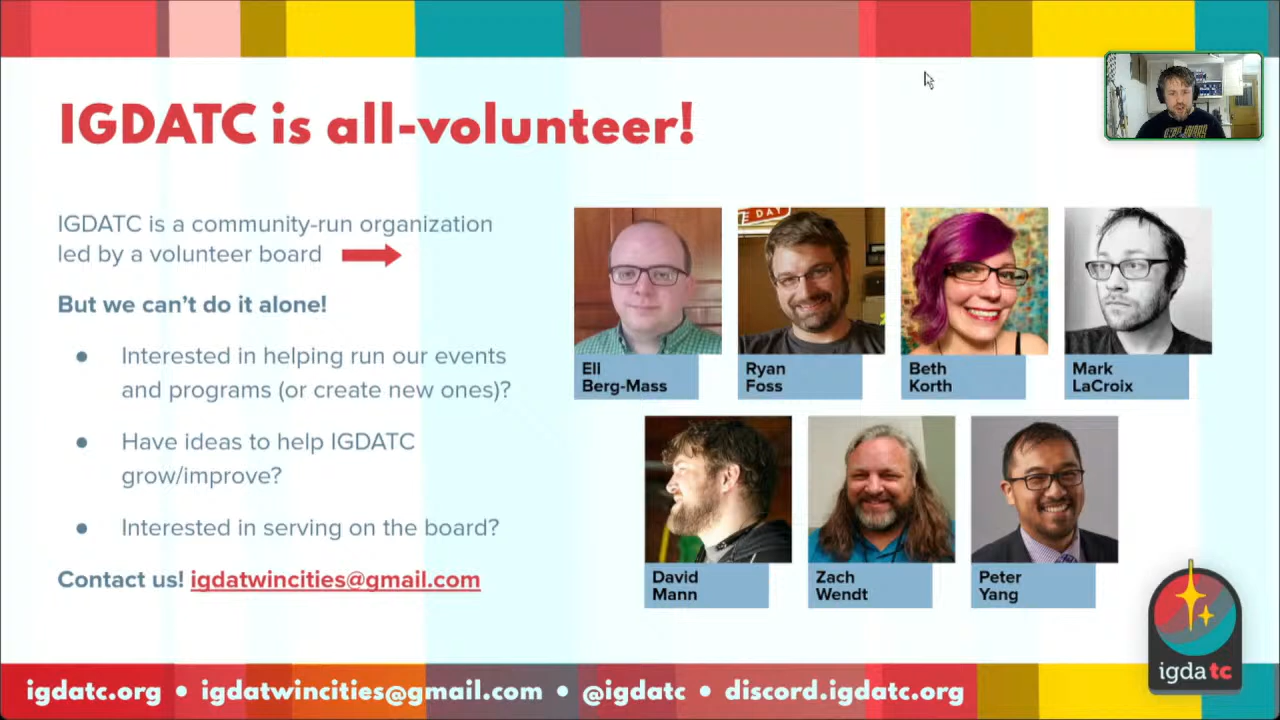 IGDATC is all-volunteer!
IGDATC is a community-run organization
led by a volunteer board
But we can't do it alone!
● Interested in helping run our events
and programs (or create new ones)?
● Have ideas to help IGDATC
grow/improve?
● Interested in serving on the board?
Contact us! igdatwincities@gmail.com
E DAY
Eli
Berg-Mass
Ryan
Foss
Beth
Korth
Mark
LaCroix
David
Mann
Zach
Wendt
Peter
Yang
igda tc
igdatc.org • igdatwincities@gmail.com • @igdatc • discord.igdatc.org